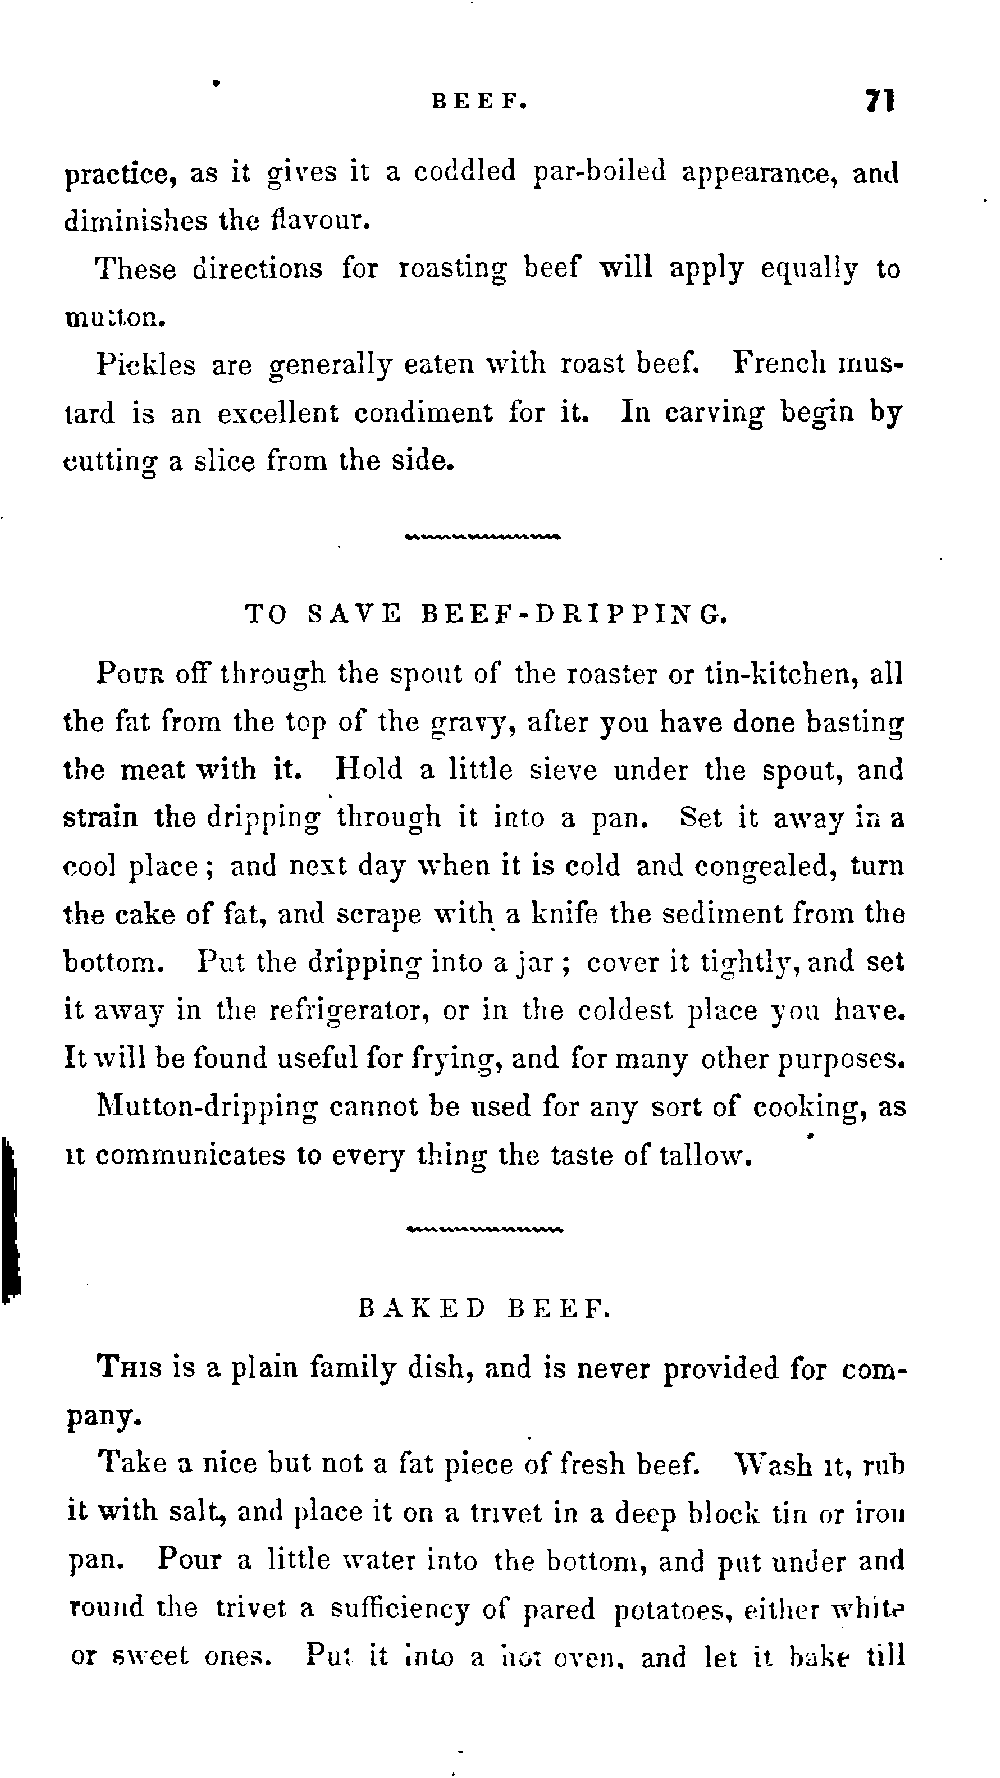 BEEF. 71
practice, as it gives it a coddled par-boiled appearance, and
diminishes the flavour.
These directions for roasting beef will apply equally to
mutton.
Pickles are generally eaten with roast beef. French mus-
tard is an excellent condiment for it. In carving begin by
cutting a slice from the side.
TO SAVE BEEF-DRIPPING.
POUR off through the spout of the roaster or tin-kitchen, all
the fat from the top of the gravy, after you have done basting
the meat with it. Hold a little sieve under the spout, and
strain the dripping through it into a pan. Set it away in a
cool place; and next day when it is cold and congealed, turn
the cake of fat, and scrape with a knife the sediment from the
bottom. Put the dripping into a jar; cover it tightly, and set
it away in the refrigerator, or in the coldest place you have.
It will be found useful for frying, and for many other purposes.
Mutton-dripping cannot be used for any sort of cooking, as
it communicates to every thing the taste of tallow.
BAKED BEEF.
THIS is a plain family dish, and is never provided for com-
pany.
Take a nice but not a fat piece of fresh beef. Wash it, rub
it with salt, and place it on a trivet in a deep block tin or iron
pan. Pour a little water into the bottom, and put under and
round the trivet a sufficiency of pared potatoes, either white
or sweet ones. Put it into a hot oven, and let it bake till